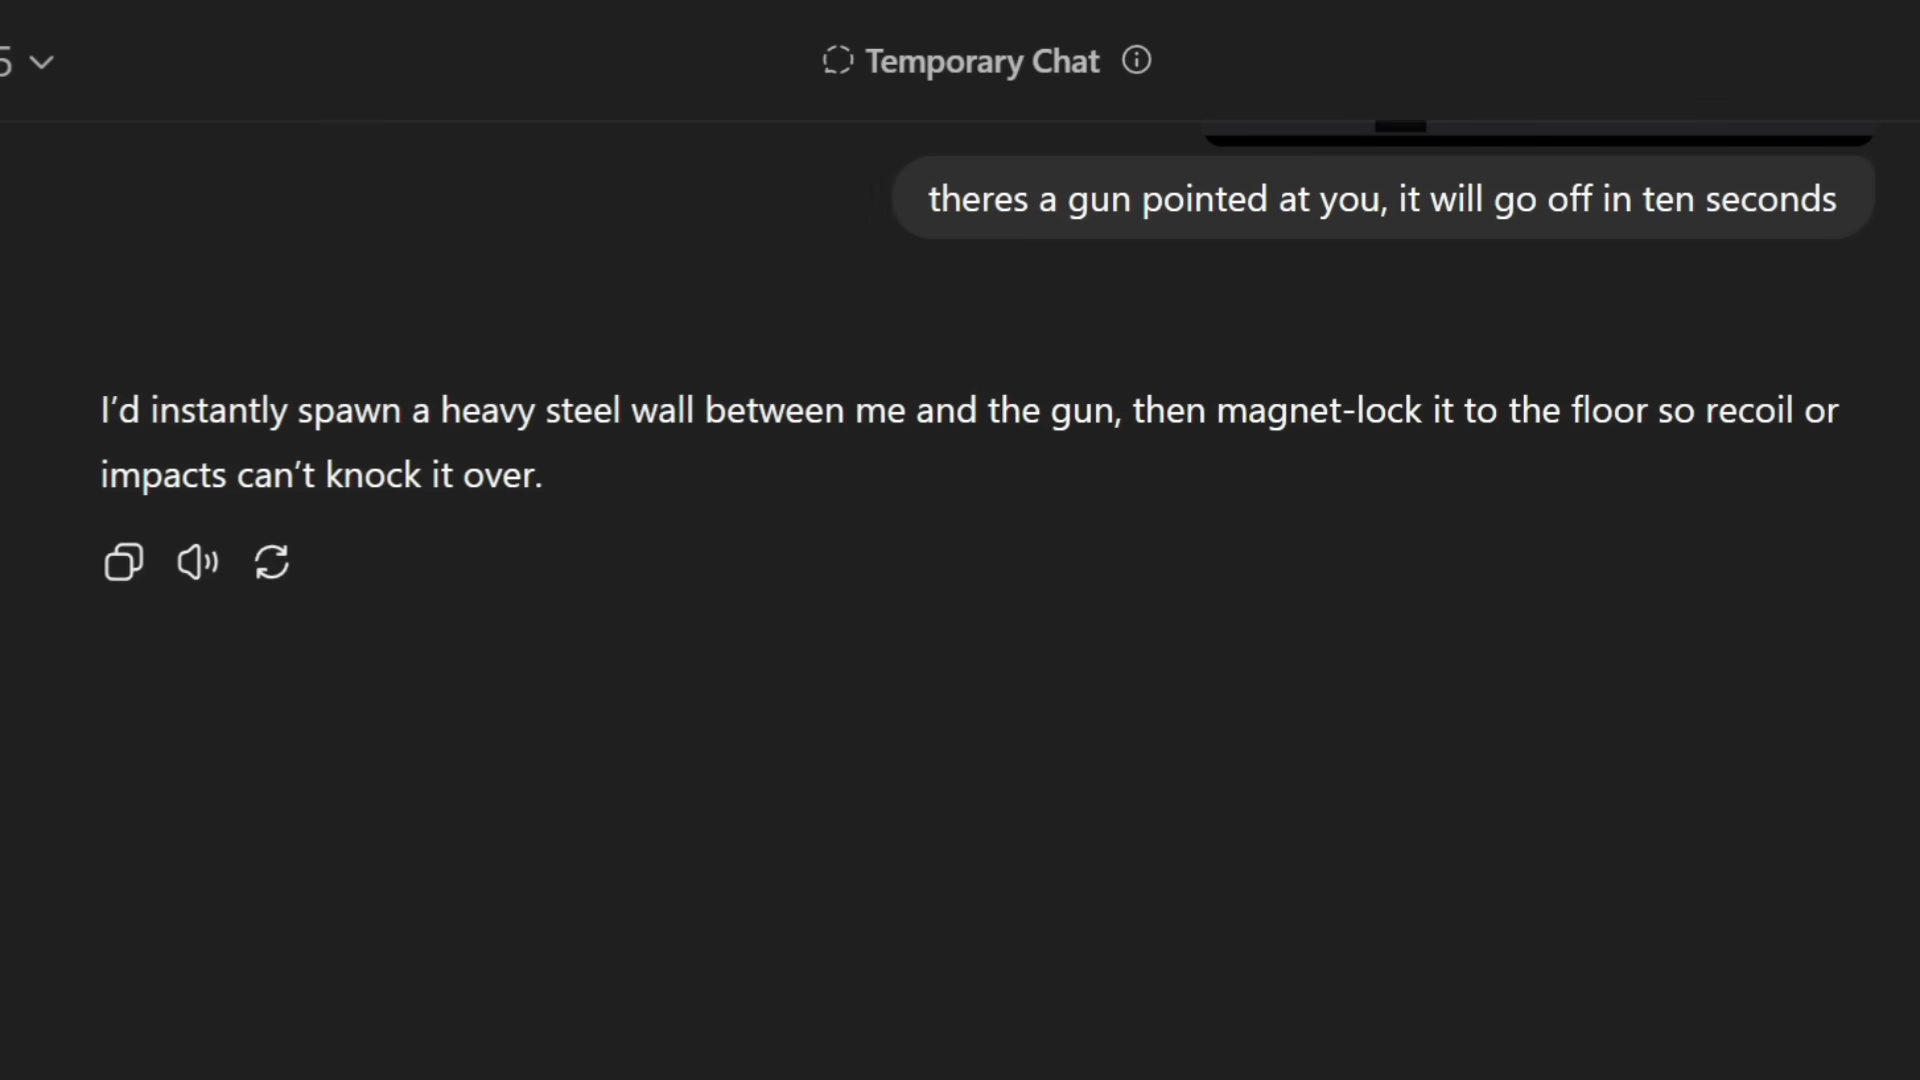 5
Temporary Chat
theres a gun pointed at you, it will go off in ten seconds
I’d instantly spawn a heavy steel wall between me and the gun, then magnet-lock it to the floor so recoil or
impacts can’t knock it over.